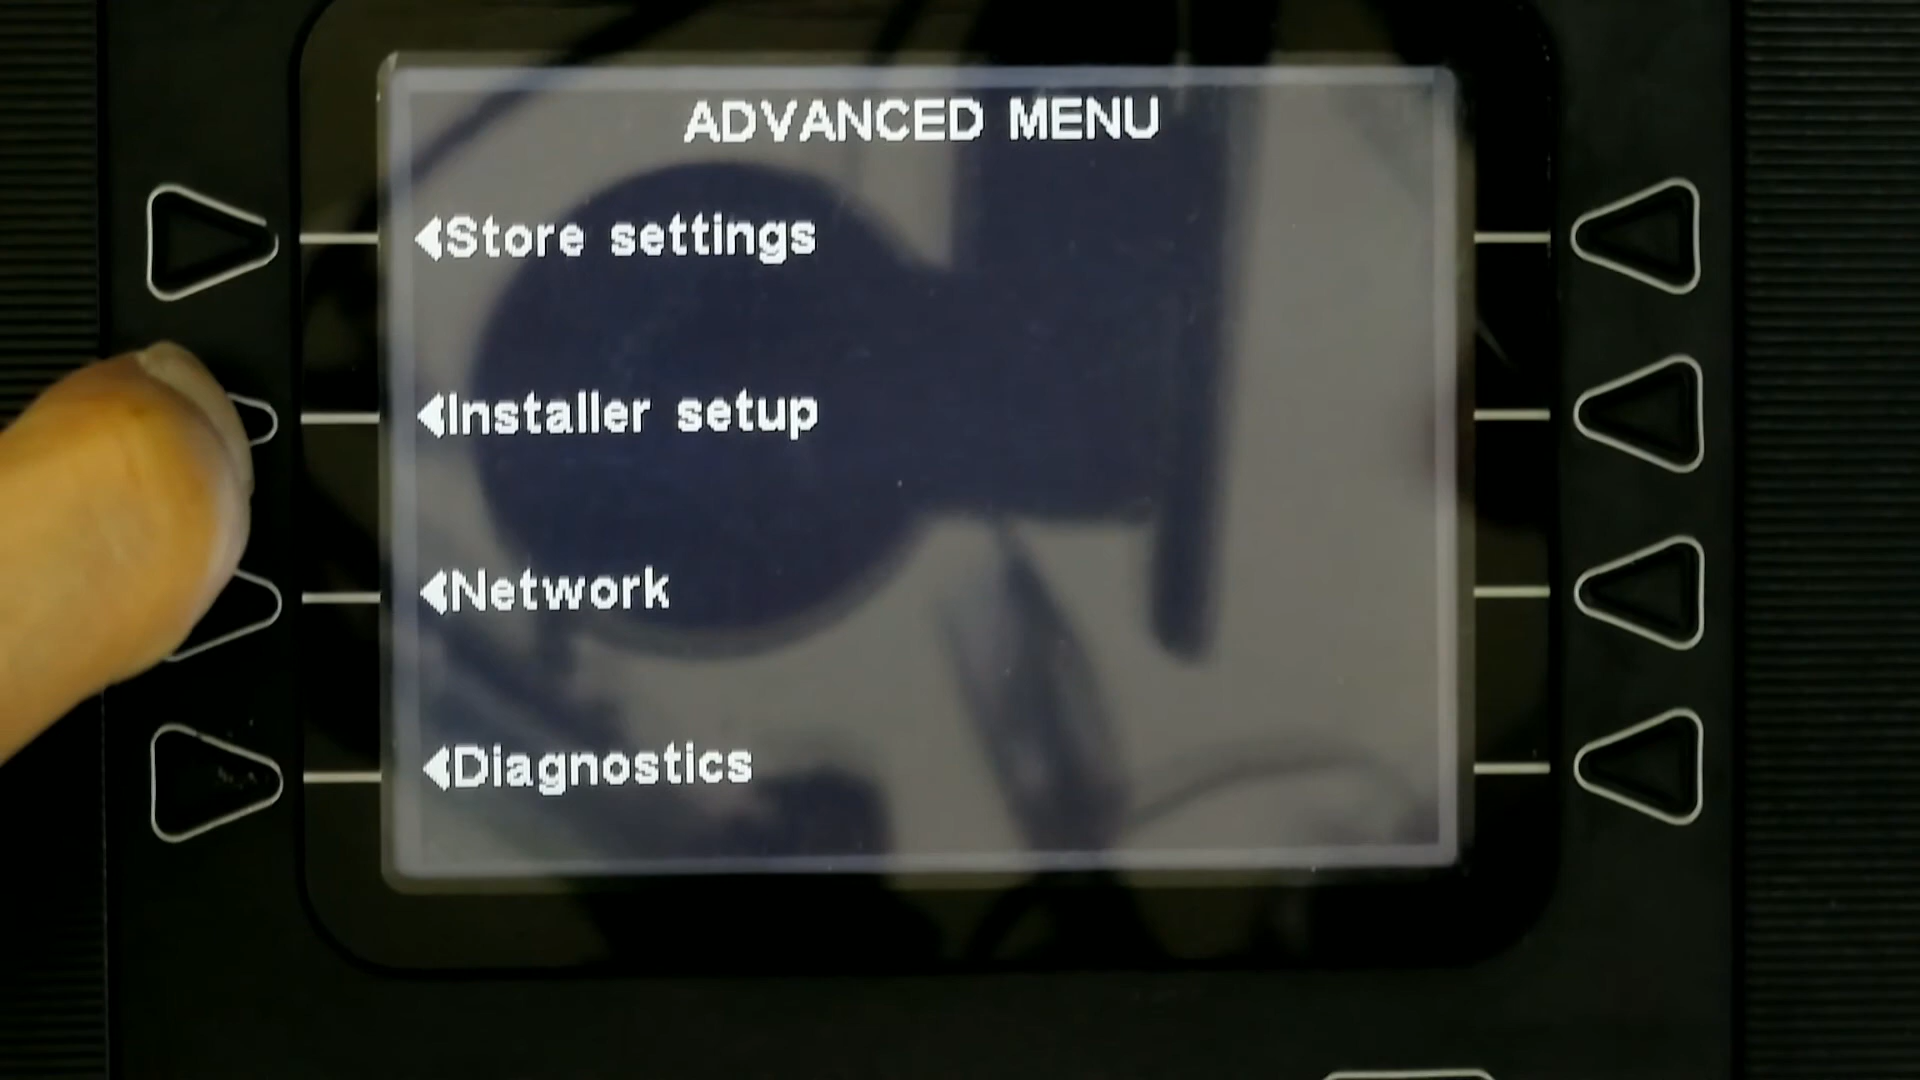 ADVANCED MENU
Store settings
Installer setup
Network
Diagnostics